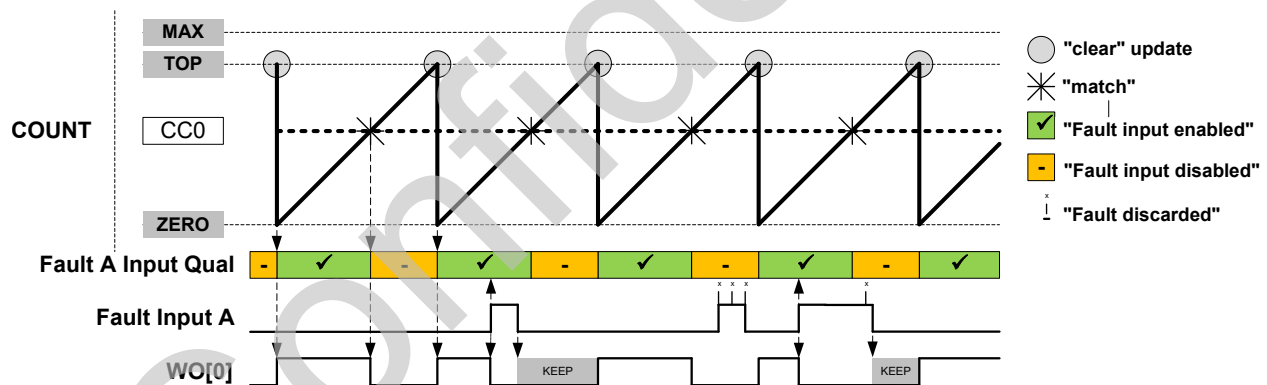 MAX
"clear" update
TOP
"match"
COUNT
CC0
"Fault input enabled"
"Fault input disabled"
x
"Fault discarded"
ZERO
Fault A Input Qual - ✓ - ✓ - ✓ - ✓ - ✓
x x x x
Fault Input A
WO[0] KEEP KEEP
Confide